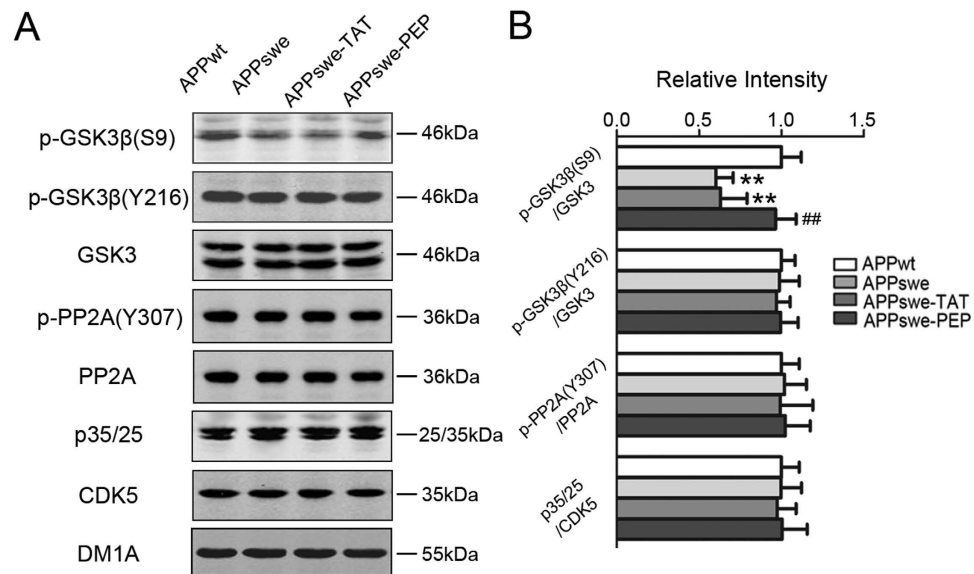 A
APPwt
APPswe
APPswe-TAT
APPswe-PEP
p-GSK3β(S9)
46kDa
p-GSK3β(Y216)
46kDa
GSK3
46kDa
p-PP2A(Y307)
36kDa
PP2A
36kDa
p35/25
25/35kDa
CDK5
35kDa
DM1A
55kDa
B
Relative Intensity
0.0 0.5 1.0 1.5
p-GSK3β(S9)
/GSK3
**
**
##
p-GSK3β(Y216)
/GSK3
p-PP2A(Y307)
/PP2A
p35/25
/CDK5
APPwt
APPswe
APPswe-TAT
APPswe-PEP